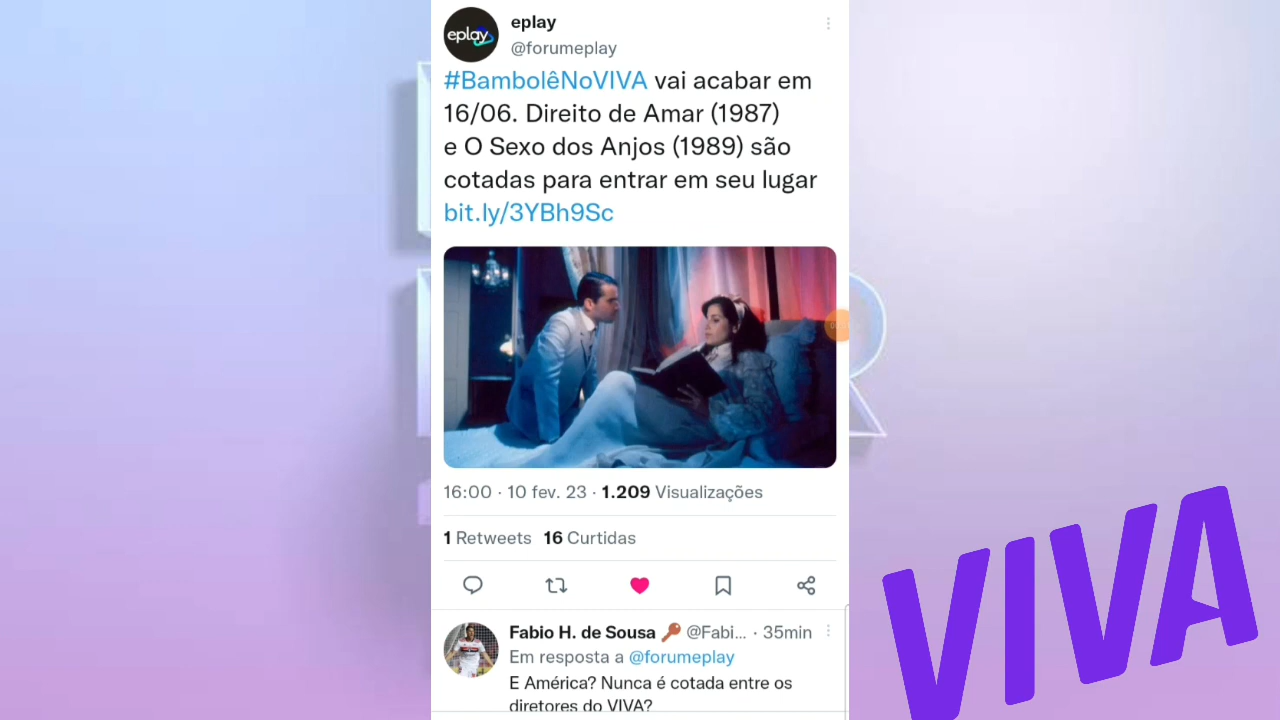 eplay
eplay
@forumeplay
#BambolêNoVIVA vai acabar em
16/06. Direito de Amar (1987)
e O Sexo dos Anjos (1989) são
cotadas para entrar em seu lugar
bit.ly/3YBh9Sc
16:00 · 10 fev. 23 · 1.209 Visualizações
1 Retweets 16 Curtidas
Fabio H. de Sousa @Fabi... · 35min
Em resposta a @forumeplay
E América? Nunca é cotada entre os
diretores do VIVA?
VIVA